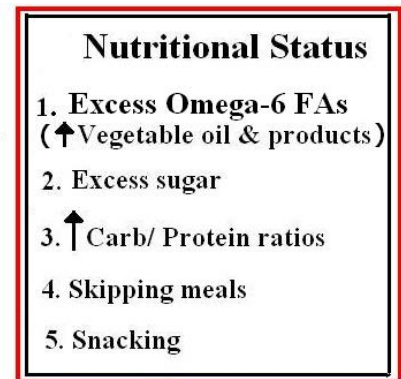 Nutritional Status
1. Excess Omega-6 FAs
(↑Vegetable oil & products)
2. Excess sugar
3. ↑ Carb/ Protein ratios
4. Skipping meals
5. Snacking